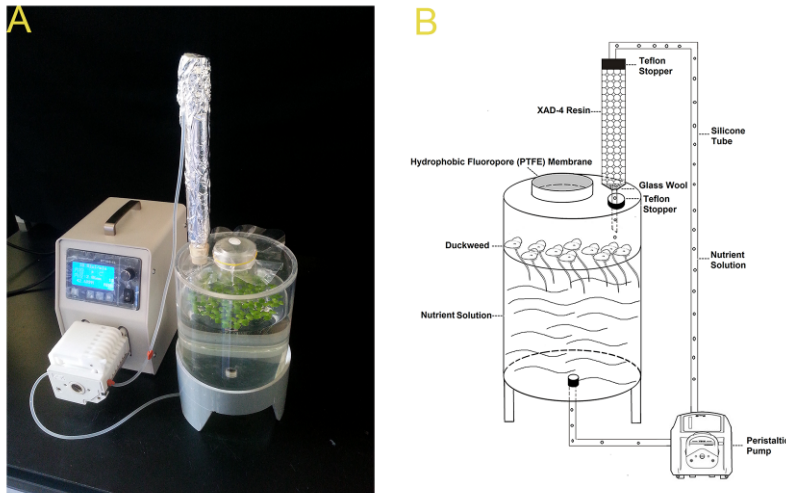 A
B
Teflon
Stopper
XAD-4 Resin
Silicone
Tube
Hydrophobic Fluoropore (PTFE) Membrane
Glass Wool
Teflon
Stopper
Duckweed
Nutrient
Solution
Nutrient Solution
Peristaltic
Pump